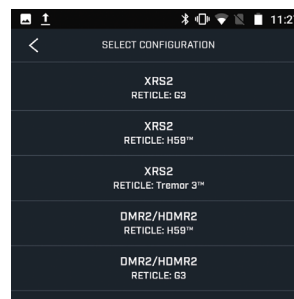 11:2
SELECT CONFIGURATION
XRS2
RETICLE: G3
XRS2
RETICLE: H59™
XRS2
RETICLE: Tremor 3™
DMR2/HDMR2
RETICLE: H59™
DMR2/HDMR2
RETICLE: G3